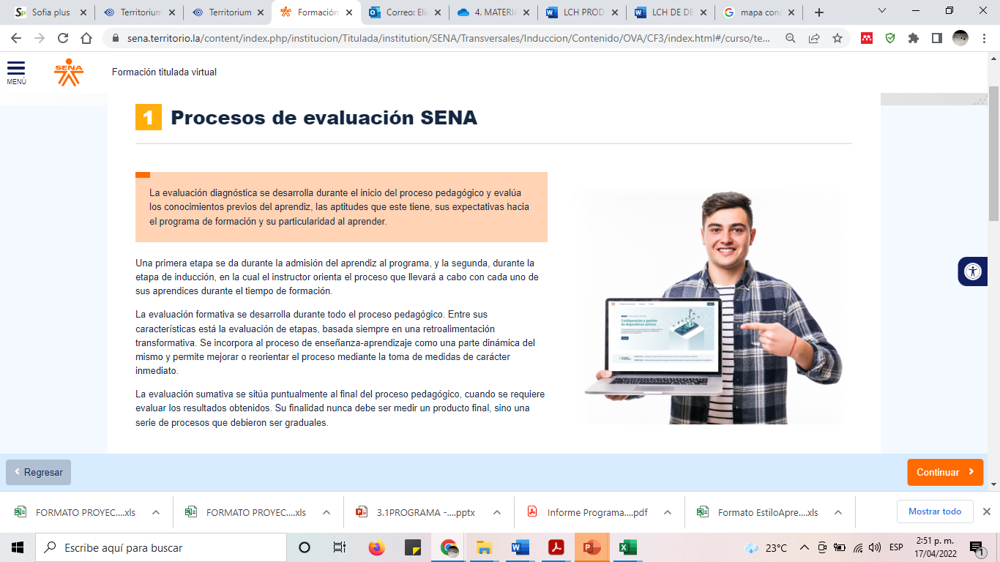 Sofia plus
Territorium
Territorium
Formación
Correo: Elia
4. MATERIA
LCH PROD
LCH DE DE
mapa conc
sena.territorio.la/content/index.php/institucion/Titulada/institution/SENA/Transversales/Induccion/Contenido/OVA/CF3/index.html#/curso/te...
MENÚ
SENA
Formación titulada virtual
1 Procesos de evaluación SENA
La evaluación diagnóstica se desarrolla durante el inicio del proceso pedagógico y evalúa
los conocimientos previos del aprendiz, las aptitudes que este tiene, sus expectativas hacia
el programa de formación y su particularidad al aprender.
Una primera etapa se da durante la admisión del aprendiz al programa, y la segunda, durante la
etapa de inducción, en la cual el instructor orienta el proceso que llevará a cabo con cada uno de
sus aprendices durante el tiempo de formación.
La evaluación formativa se desarrolla durante todo el proceso pedagógico. Entre sus
características está la evaluación de etapas, basada siempre en una retroalimentación
transformativa. Se incorpora al proceso de enseñanza-aprendizaje como una parte dinámica del
mismo y permite mejorar o reorientar el proceso mediante la toma de medidas de carácter
inmediato.
La evaluación sumativa se sitúa puntualmente al final del proceso pedagógico, cuando se requiere
evaluar los resultados obtenidos. Su finalidad nunca debe ser medir un producto final, sino una
serie de procesos que debieron ser graduales.
Configuración y gestión
de dispositivos activos
Regresar
Continuar
FORMATO PROYEC....xls
FORMATO PROYEC....xls
3.1PROGRAMA -....pptx
Informe Programa....pdf
Formato EstiloApre....xls
Mostrar todo
Escribe aquí para buscar
23°C
ESP
2:51 p. m.
17/04/2022
1